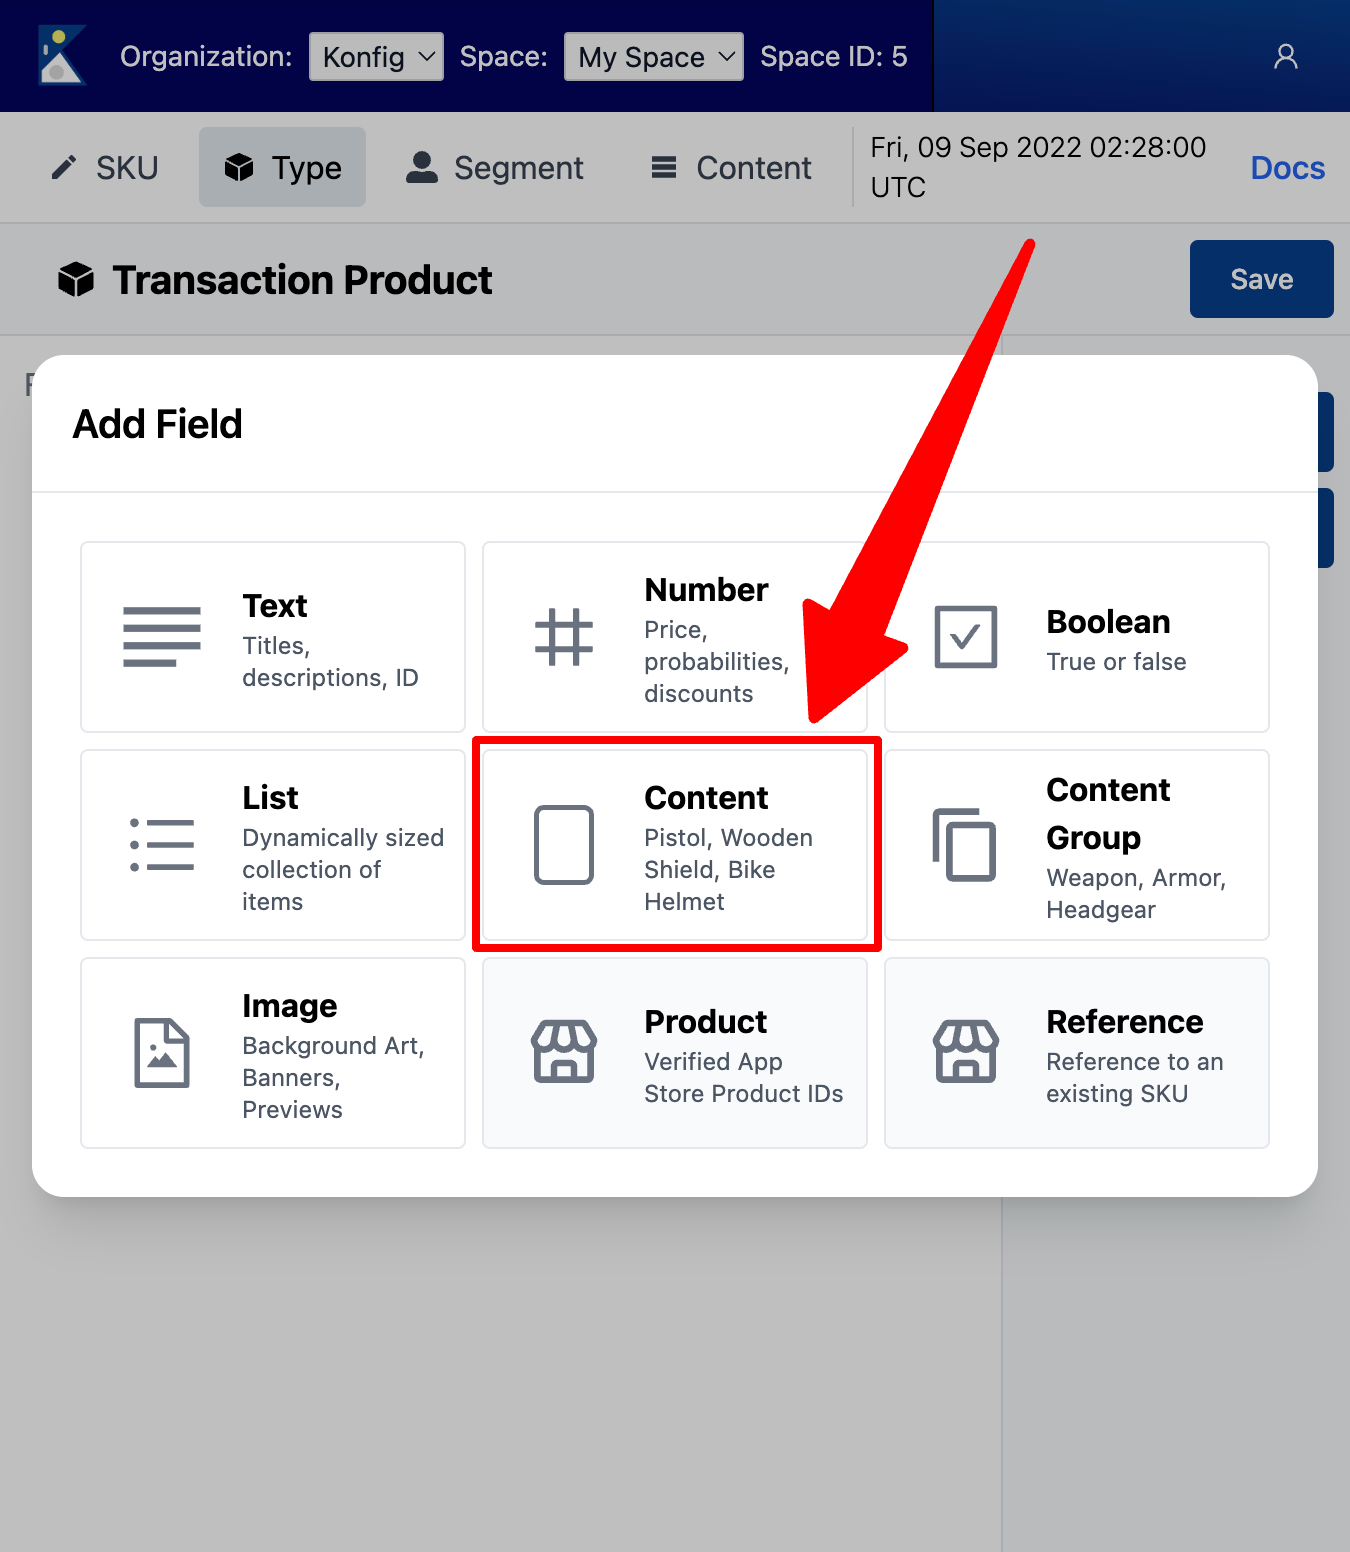 Organization: Konfig Space: My Space Space ID: 5
SKU Type Segment Content
Fri, 09 Sep 2022 02:28:00
UTC
Docs
Transaction Product
Save
Add Field
Text
Titles,
descriptions, ID
Number
Price,
probabilities,
discounts
Boolean
True or false
List
Dynamically sized
collection of
items
Content
Pistol, Wooden
Shield, Bike
Helmet
Content
Group
Weapon, Armor,
Headgear
Image
Background Art,
Banners,
Previews
Product
Verified App
Store Product IDs
Reference
Reference to an
existing SKU